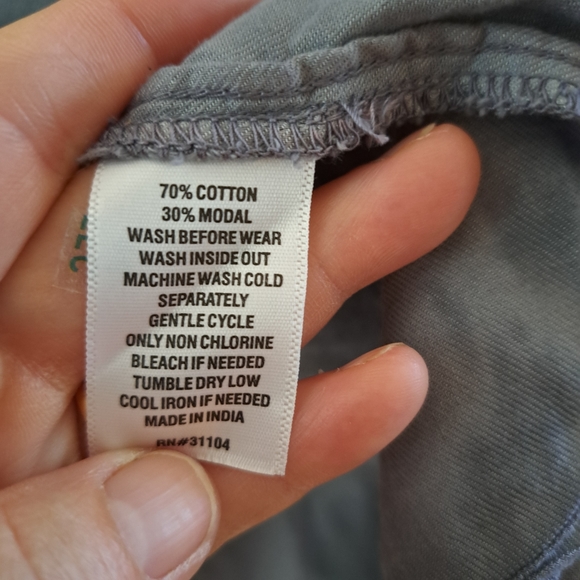 70% COTTON
30% MODAL
WASH BEFORE WEAR
WASH INSIDE OUT
MACHINE WASH COLD
SEPARATELY
GENTLE CYCLE
ONLY NON CHLORINE
BLEACH IF NEEDED
TUMBLE DRY LOW
COOL IRON IF NEEDED
MADE IN INDIA
RN#31104